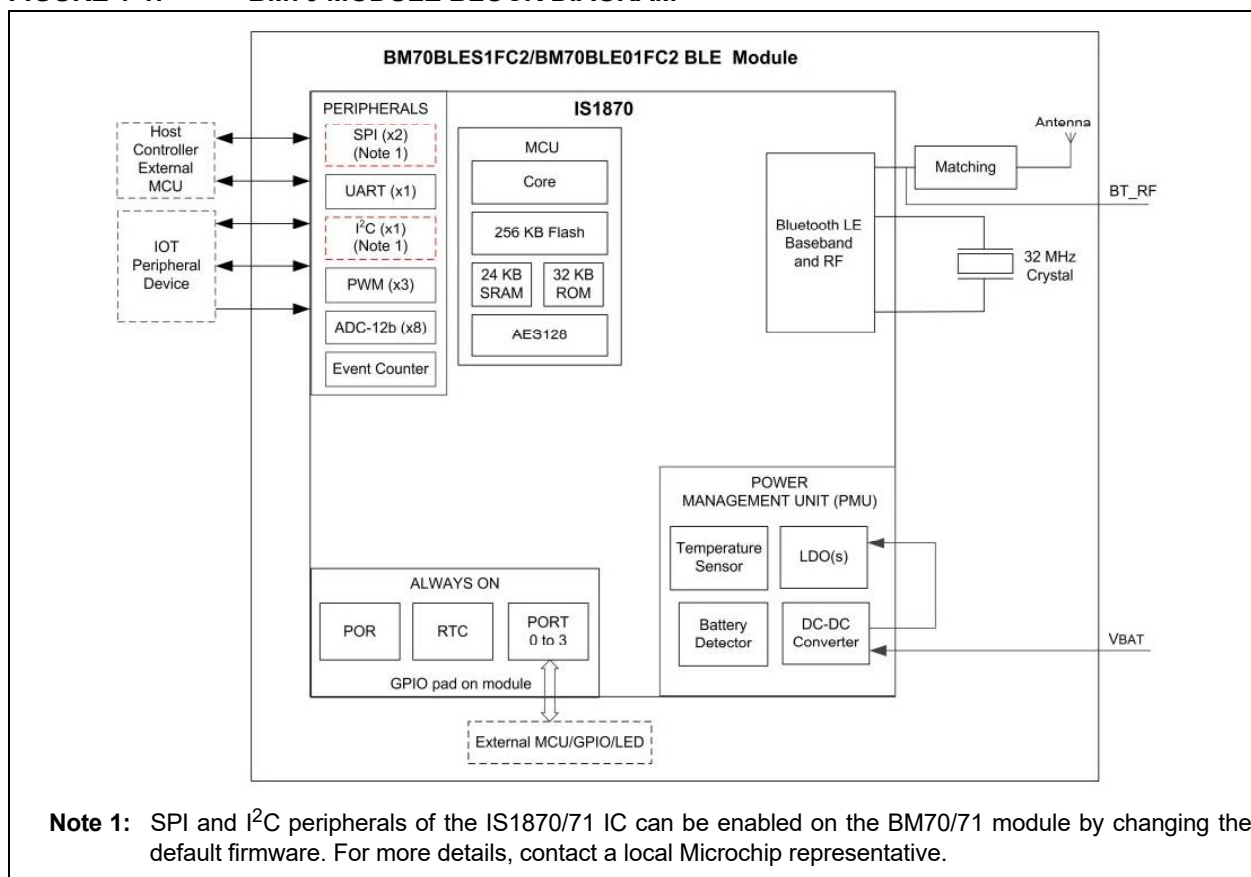 BM70BLES1FC2/BM70BLE01FC2 BLE Module
PERIPHERALS
IS1870
Host
Controller
External
MCU
SPI (x2)
(Note 1)
UART (x1)
I²C (x1)
(Note 1)
PWM (x3)
ADC-12b (x8)
Event Counter
IOT
Peripheral
Device
MCU
Core
256 KB Flash
24 KB
SRAM
32 KB
ROM
AES128
Bluetooth LE
Baseband
and RF
Matching
Antenna
BT_RF
32 MHz
Crystal
POWER
MANAGEMENT UNIT (PMU)
Temperature
Sensor
LDO(s)
Battery
Detector
DC-DC
Converter
VBAT
ALWAYS ON
POR
RTC
PORT
0 to 3
GPIO pad on module
External MCU/GPIO/LED
Note 1: SPI and I²C peripherals of the IS1870/71 IC can be enabled on the BM70/71 module by changing the
default firmware. For more details, contact a local Microchip representative.